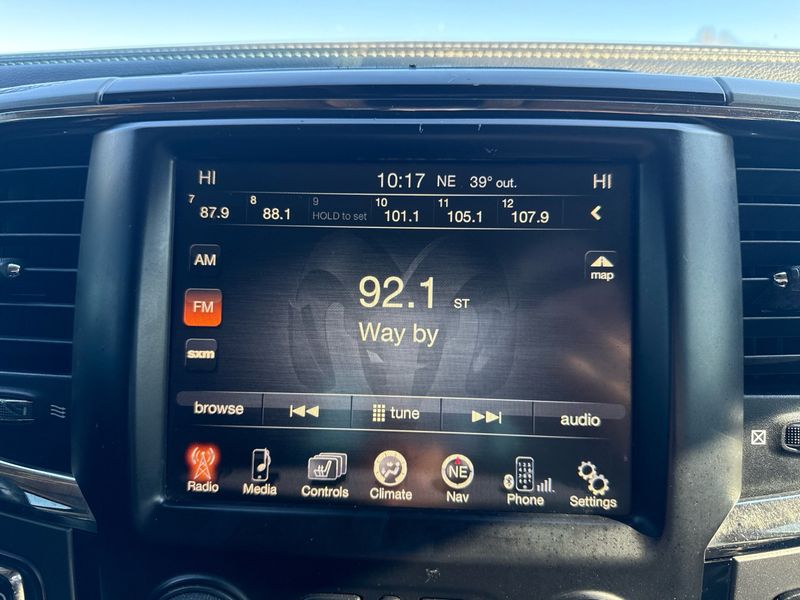 HI 10:17 NE 39° out. HI
7 87.9 8 88.1 9 HOLD to set 10 101.1 11 105.1 12 107.9
AM
map
FM
92.1 ST
Way by
sxm
browse tune audio
NE
Radio Media Controls Climate Nav Phone Settings